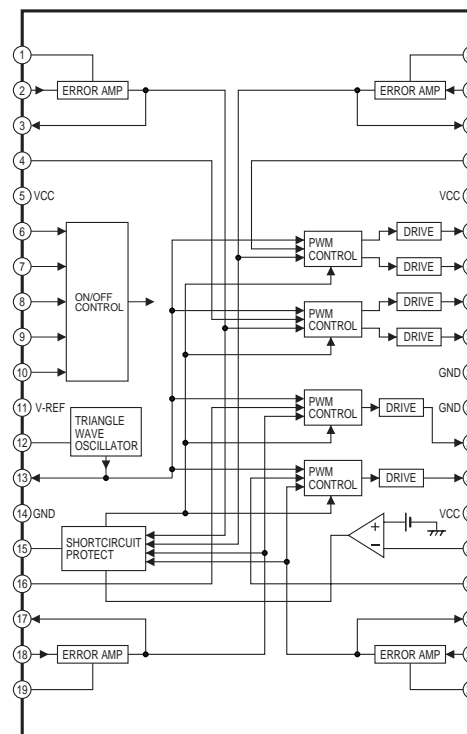 1
2 ERROR AMP ERROR AMP
3
4
5 VCC VCC
6
ON/OFF
CONTROL
7
8
9
10
PWM
CONTROL
DRIVE
DRIVE
PWM
CONTROL
DRIVE
DRIVE
GND
11 V-REF
GND
PWM
CONTROL
DRIVE
12
TRIANGLE
WAVE
OSCILLATOR
13
PWM
CONTROL
DRIVE
14 GND
VCC
15
SHORTCIRCUIT
PROTECT
+
−
16
17
18 ERROR AMP ERROR AMP
19